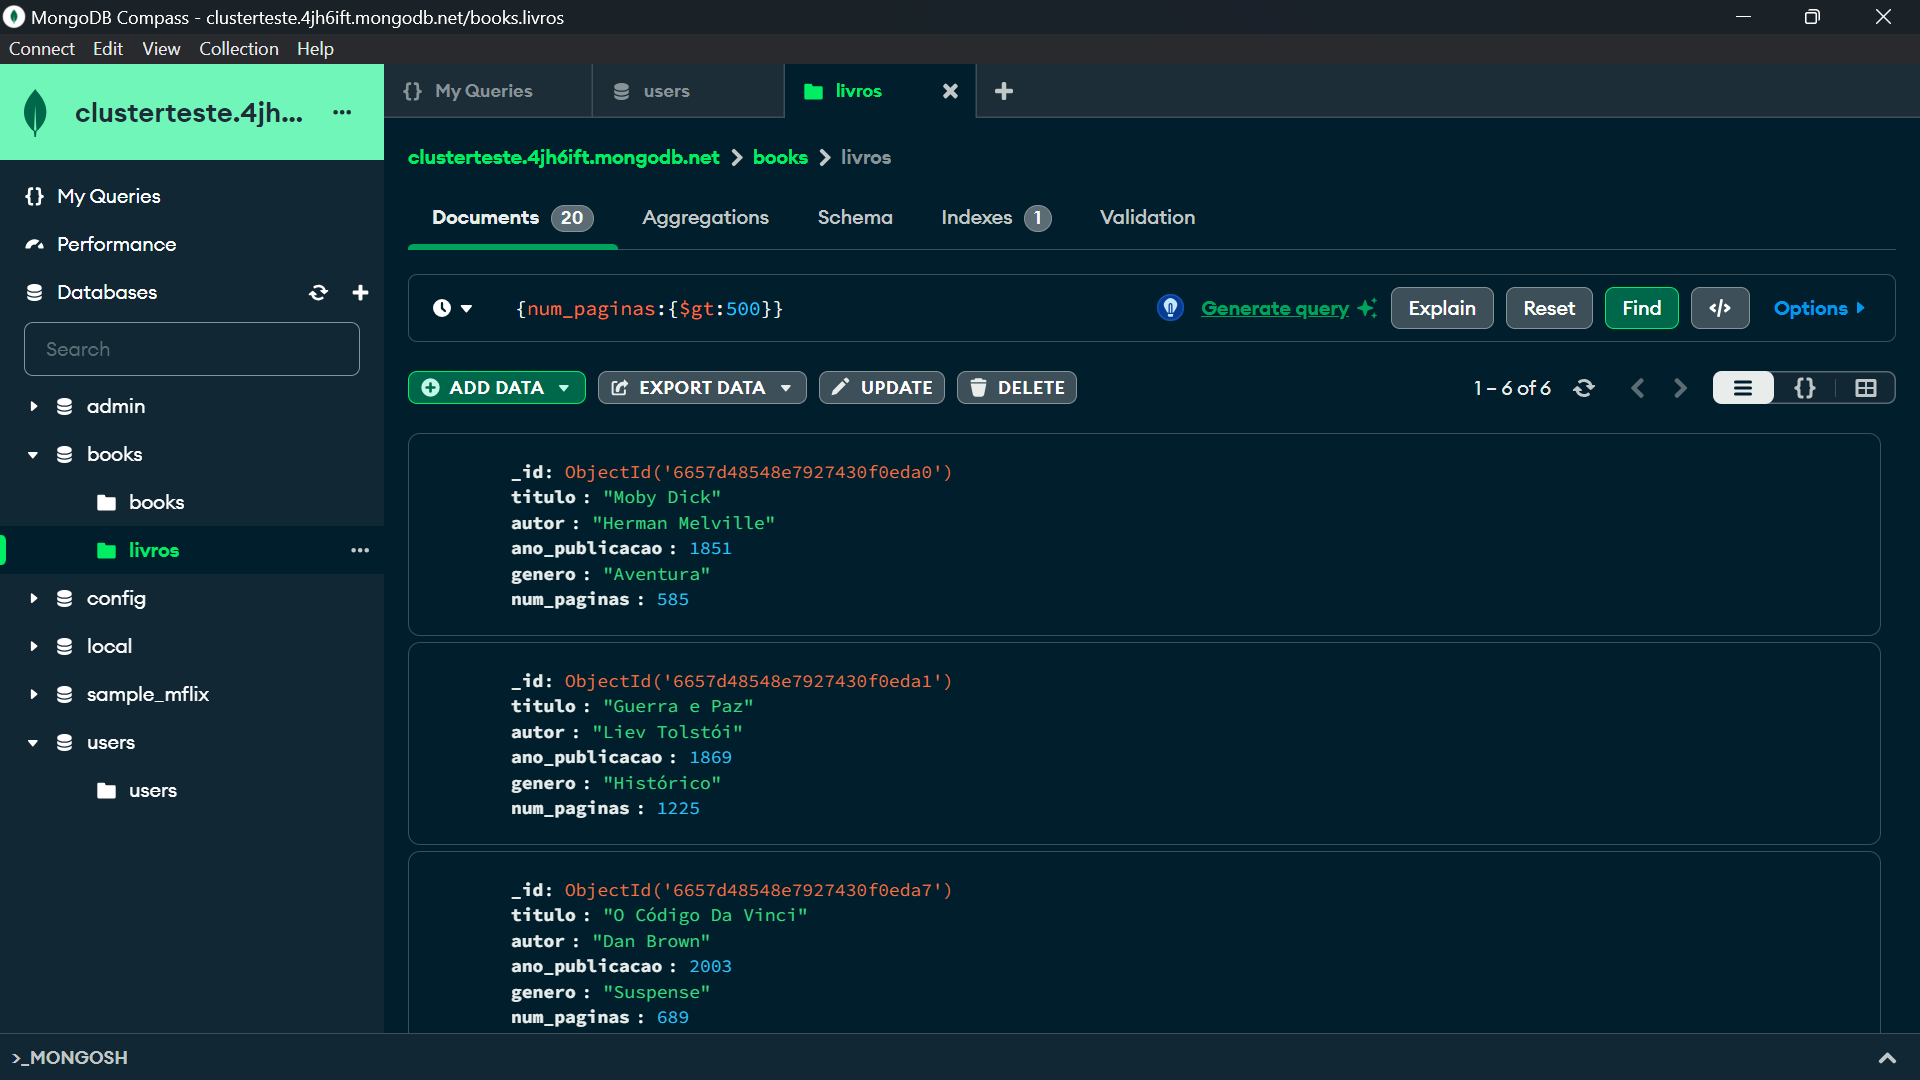 MongoDB Compass - clusterteste.4jh6ift.mongodb.net/books.livros
Connect Edit View Collection Help
clusterteste.4jh... ...
{} My Queries
users
livros
clusterteste.4jh6ift.mongodb.net > books > livros
My Queries
Performance
Databases
Search
admin
books
books
livros ...
config
local
sample_mflix
users
users
Documents 20 Aggregations Schema Indexes 1 Validation
{num_paginas:{$gt:500}}
Generate query Explain Reset Find </> Options
ADD DATA EXPORT DATA UPDATE DELETE
1 – 6 of 6 {}
_id: ObjectId('6657d48548e7927430f0eda0')
titulo : "Moby Dick"
autor : "Herman Melville"
ano_publicacao : 1851
genero : "Aventura"
num_paginas : 585
_id: ObjectId('6657d48548e7927430f0eda1')
titulo : "Guerra e Paz"
autor : "Liev Tolstói"
ano_publicacao : 1869
genero : "Histórico"
num_paginas : 1225
_id: ObjectId('6657d48548e7927430f0eda7')
titulo : "O Código Da Vinci"
autor : "Dan Brown"
ano_publicacao : 2003
genero : "Suspense"
num_paginas : 689
>_MONGOSH